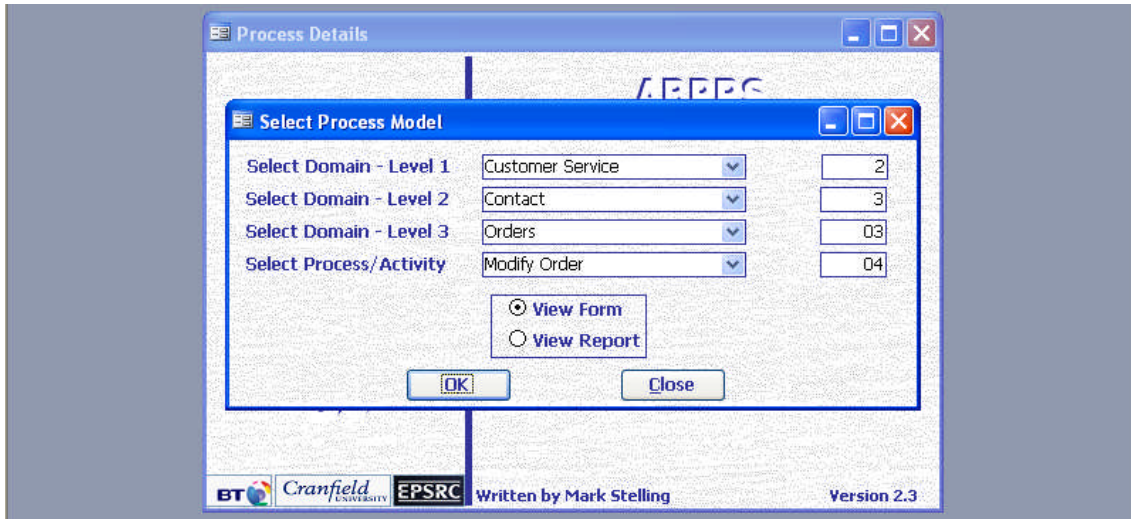 Process Details
Select Process Model
Select Domain - Level 1 Customer Service 2
Select Domain - Level 2 Contact 3
Select Domain - Level 3 Orders 03
Select Process/Activity Modify Order 04
View Form
View Report
OK Close
BT Cranfield UNIVERSITY EPSRC Written by Mark Stelling Version 2.3